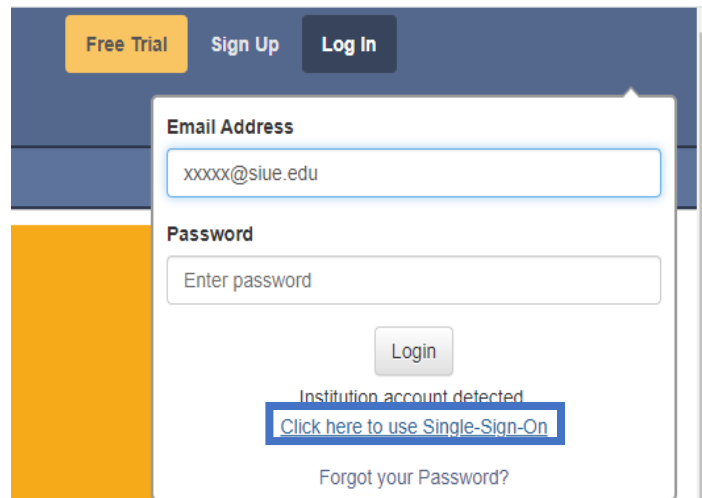 Free Trial Sign Up Log In
Email Address
xxxxx@siue.edu
Password
Enter password
Login
Institution account detected
Click here to use Single-Sign-On
Forgot your Password?